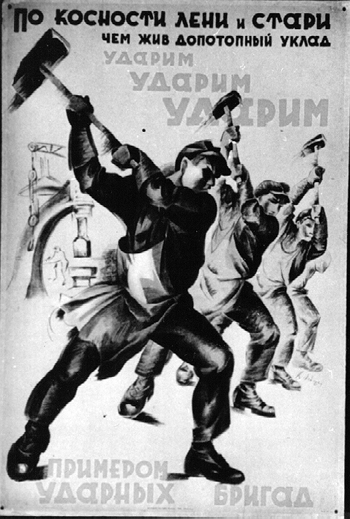 По косности лени и стари
чем жив допотопный уклад
ударим
ударим
ударим
примером
ударных бригад